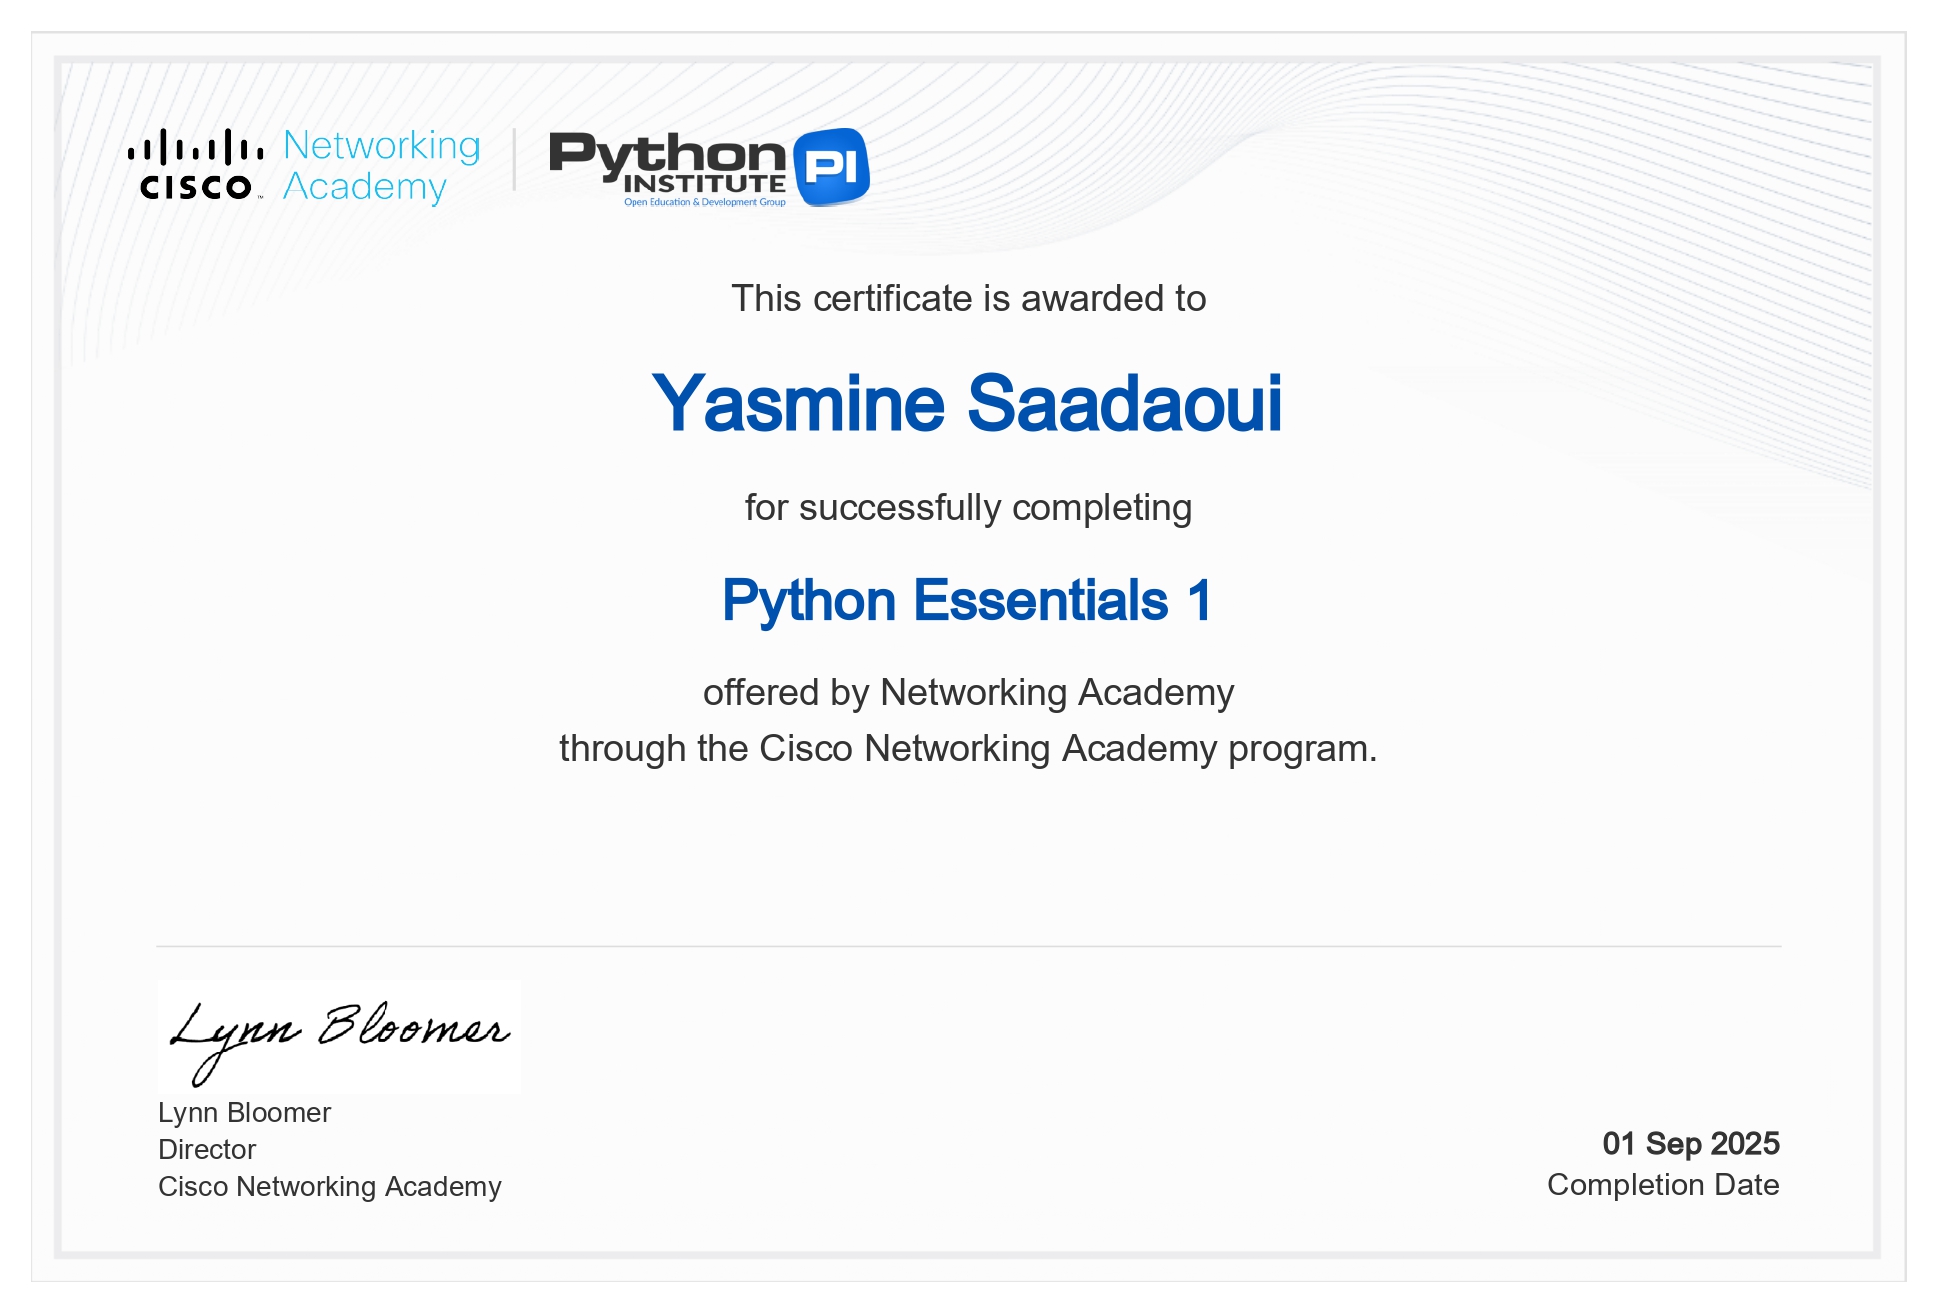 CISCO™ Networking Academy
Python INSTITUTE PI
Open Education & Development Group
This certificate is awarded to
Yasmine Saadaoui
for successfully completing
Python Essentials 1
offered by Networking Academy
through the Cisco Networking Academy program.
Lynn Bloomer
Lynn Bloomer
Director
Cisco Networking Academy
01 Sep 2025
Completion Date